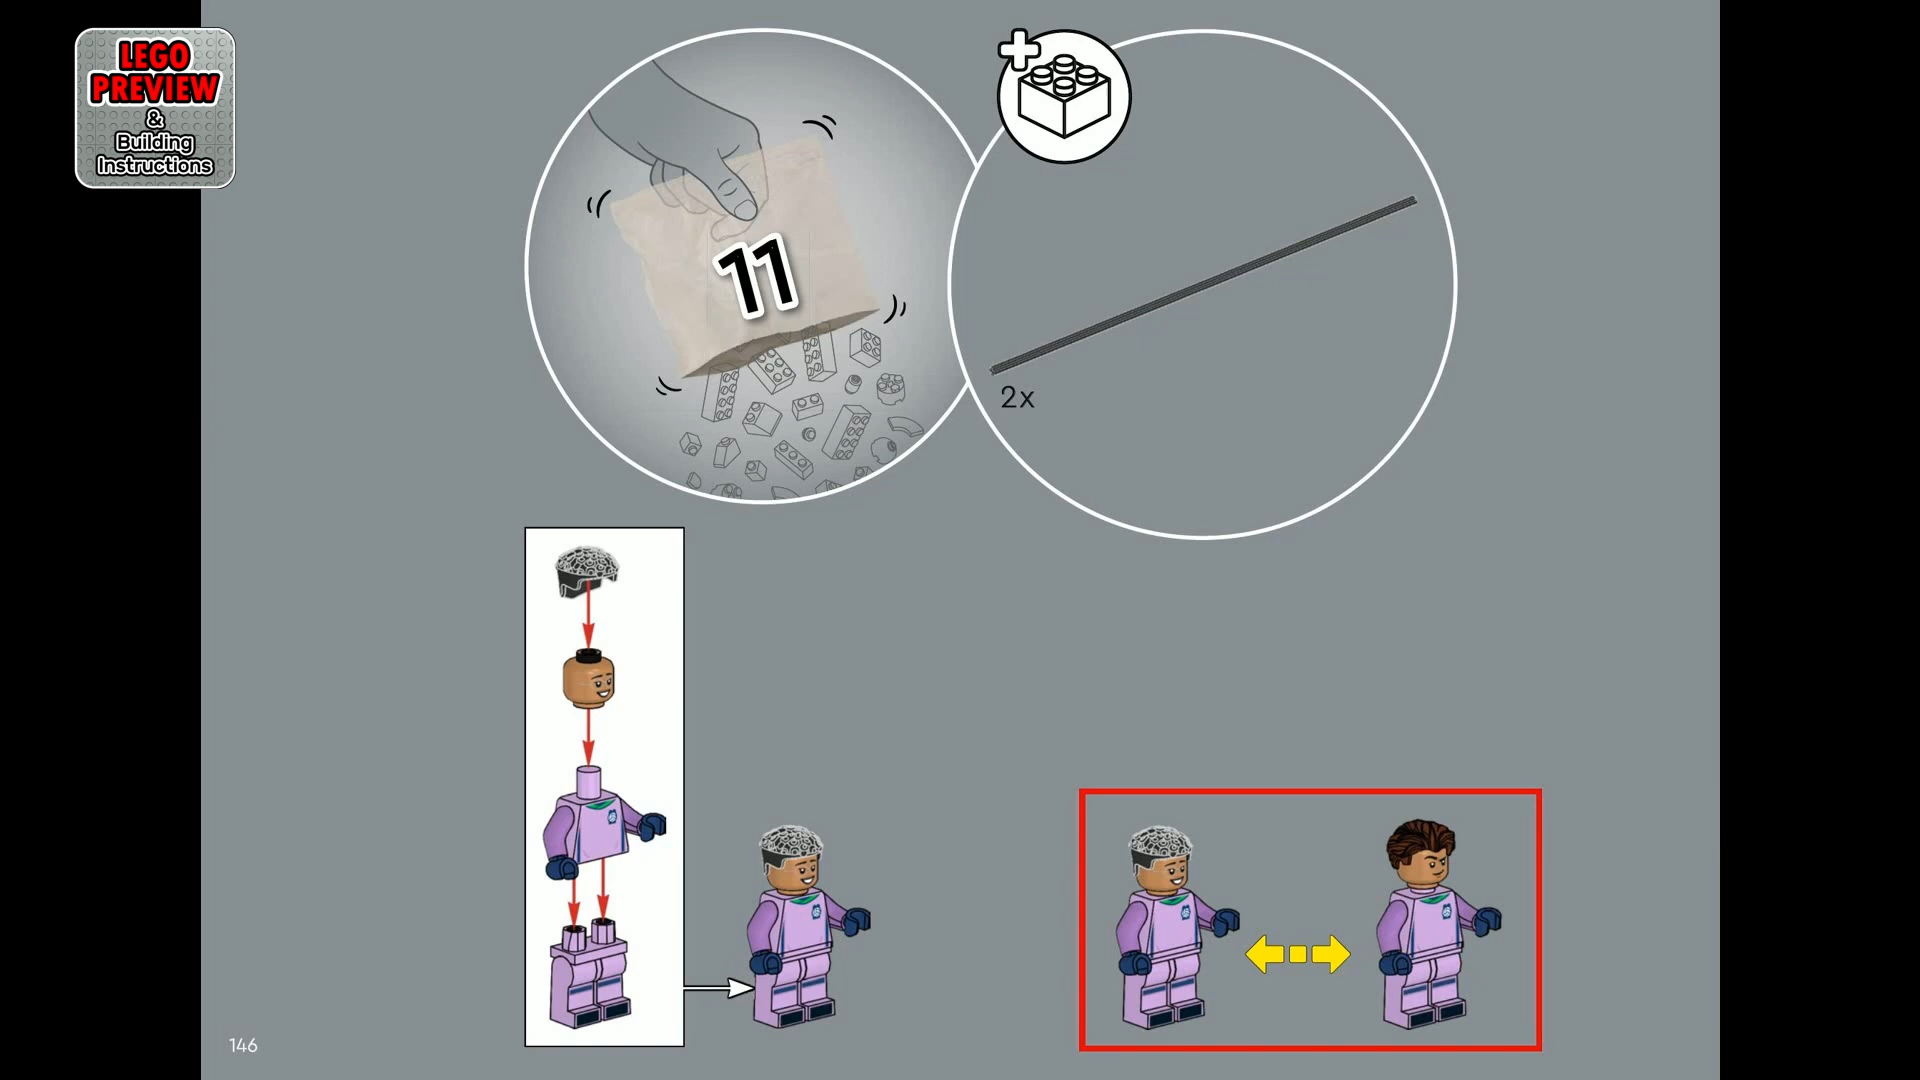 LEGO
PREVIEW
&
Building
Instructions
11
2x
146